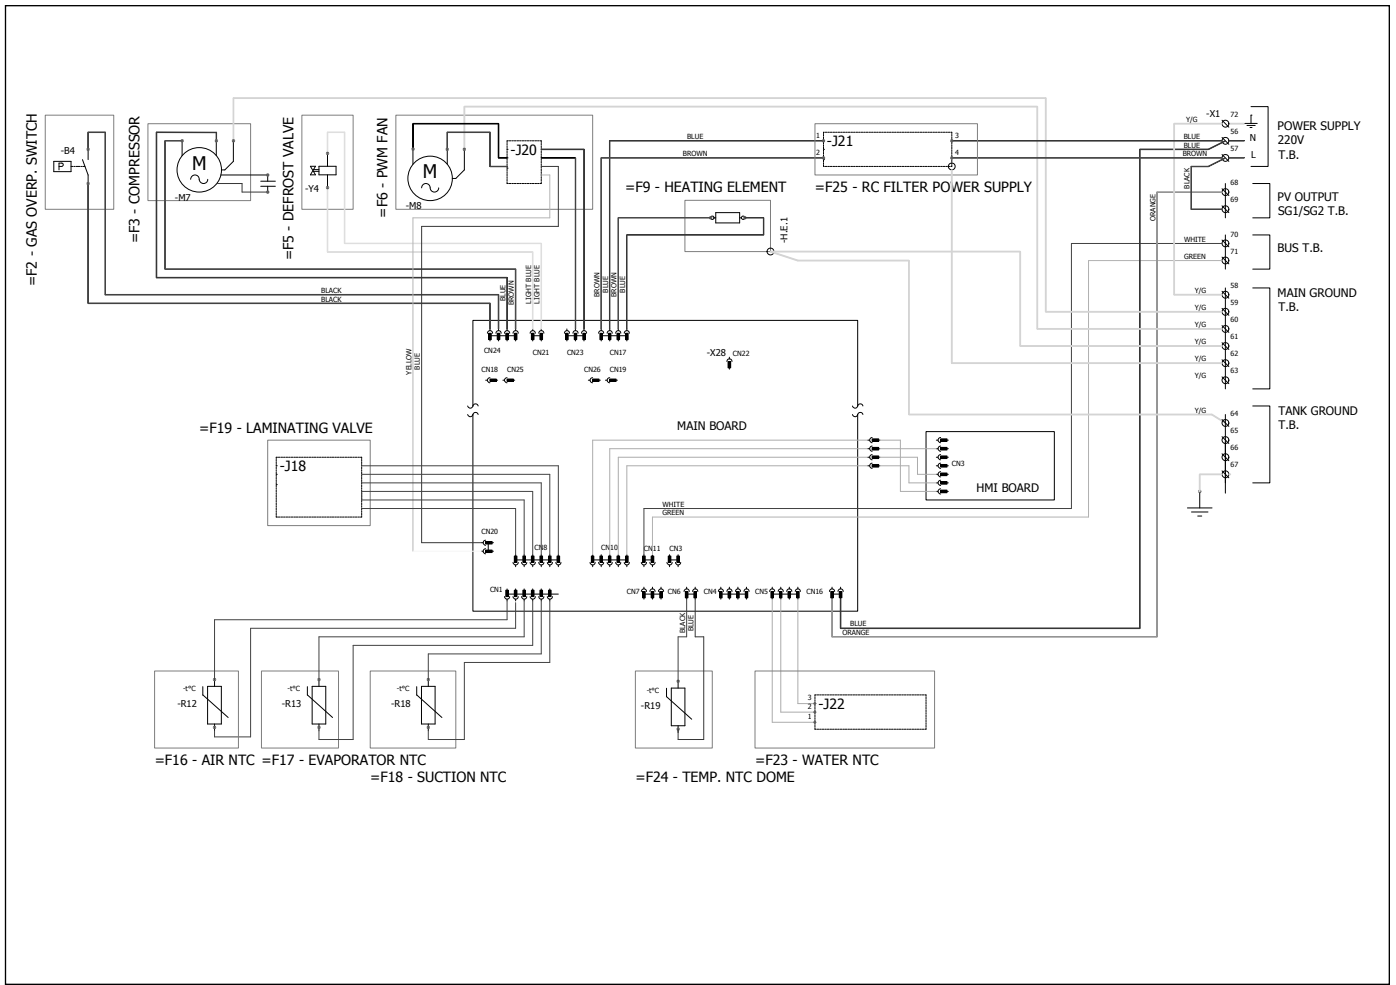 =F2 - GAS OVERP. SWITCH
-B4
P
=F3 - COMPRESSOR
M
-M7
=F5 - DEFROST VALVE
-Y4
=F6 - PWM FAN
M
-M8
-J20
BLUE
BROWN
1
2
-J21
3
4
=F9 - HEATING ELEMENT
=F25 - RC FILTER POWER SUPPLY
-H.E.1
-X1
72
Y/G
56
BLUE
N
BLUE
57
BROWN
L
POWER SUPPLY
220V
T.B.
BLACK
ORANGE
68
69
PV OUTPUT
SG1/SG2 T.B.
WHITE
70
71
GREEN
BUS T.B.
58
Y/G
59
Y/G
60
Y/G
61
Y/G
62
Y/G
63
Y/G
MAIN GROUND
T.B.
Y/G
64
65
66
67
TANK GROUND
T.B.
BLACK
BLACK
BLUE
BROWN
LIGHT BLUE
LIGHT BLUE
BROWN
BLUE
BROWN
BLUE
YELLOW
BLUE
CN24
CN21
CN23
CN17
-X28
CN22
CN18
CN25
CN26
CN19
MAIN BOARD
=F19 - LAMINATING VALVE
-J18
CN3
HMI BOARD
WHITE
GREEN
CN20
CN8
CN10
CN11
CN3
CN1
CN7
CN6
CN4
CN5
CN16
BLACK
BLUE
BLUE
ORANGE
-t°C
-R12
-t°C
-R13
-t°C
-R18
-t°C
-R19
3
2
1
-J22
=F16 - AIR NTC
=F17 - EVAPORATOR NTC
=F18 - SUCTION NTC
=F24 - TEMP. NTC DOME
=F23 - WATER NTC